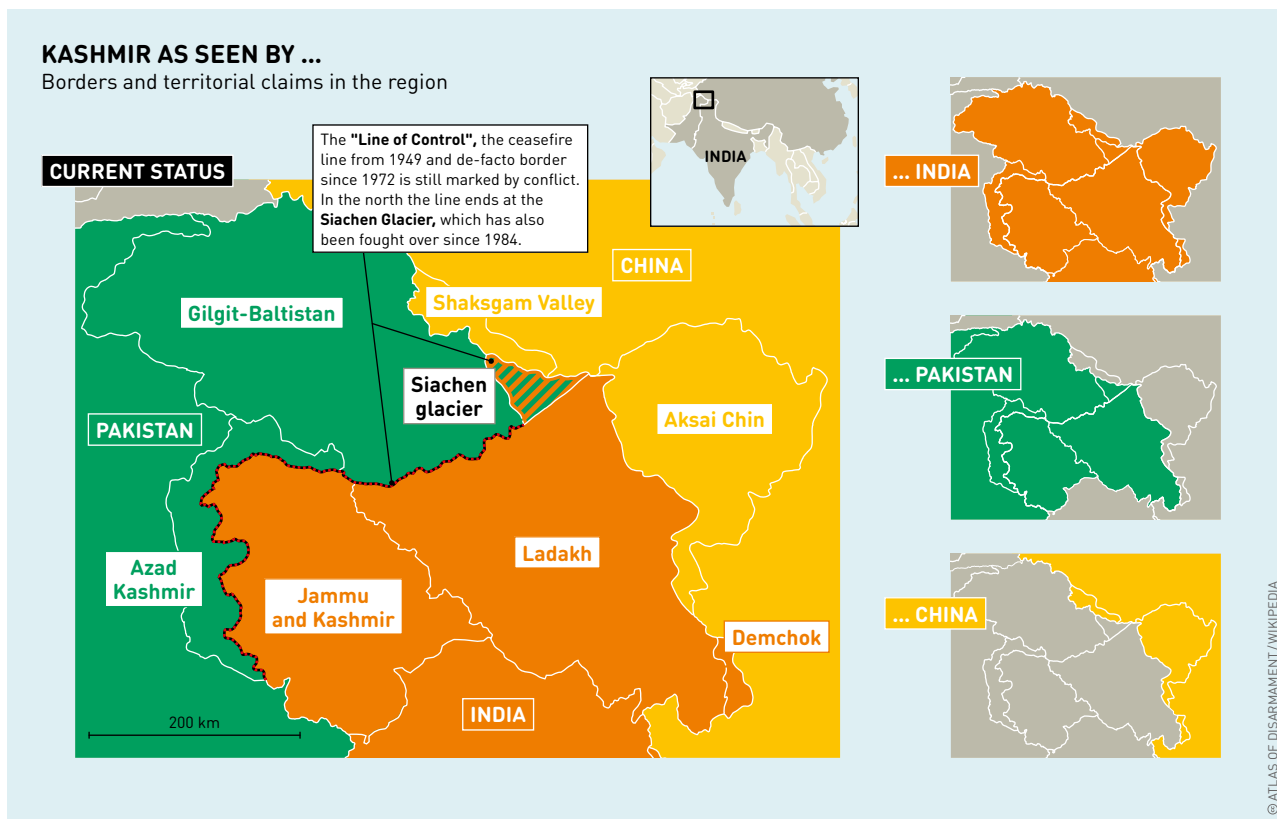 KASHMIR AS SEEN BY ...
Borders and territorial claims in the region
The "Line of Control", the ceasefire
line from 1949 and de-facto border
since 1972 is still marked by conflict.
In the north the line ends at the
Siachen Glacier, which has also
been fought over since 1984.
CURRENT STATUS
INDIA
... INDIA
CHINA
Shaksgam Valley
Gilgit-Baltistan
Siachen
glacier
... PAKISTAN
Aksai Chin
PAKISTAN
Ladakh
Azad
Kashmir
Jammu
and Kashmir
... CHINA
Demchok
INDIA
200 km
© ATLAS OF DISARMAMENT/WIKIPEDIA